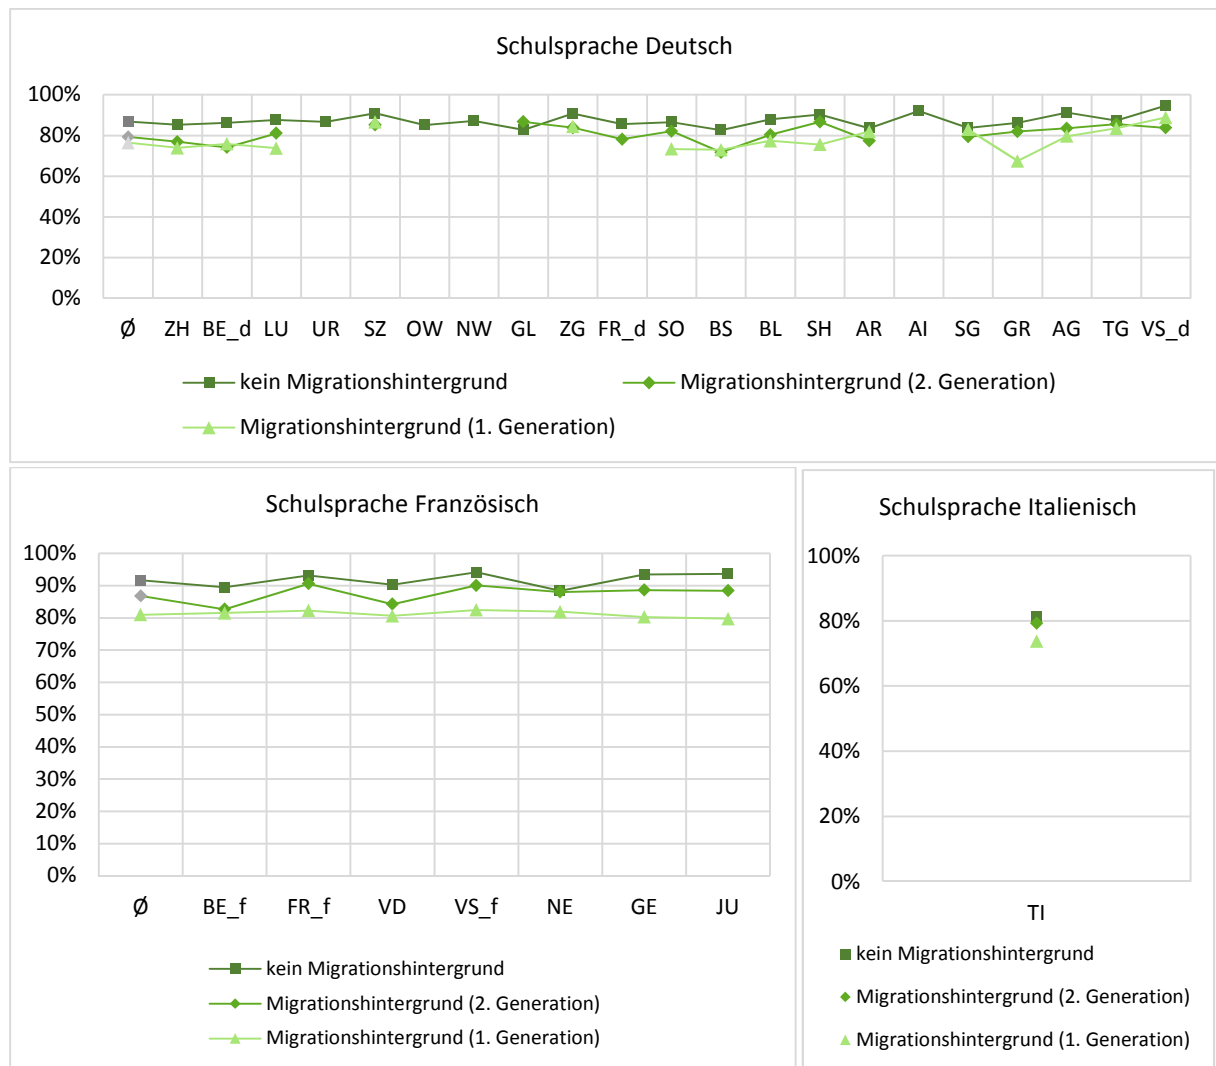 Schulsprache Deutsch
100%
80%
60%
40%
20%
0%
Ø ZH BE_d LU UR SZ OW NW GL ZG FR_d SO BS BL SH AR AI SG GR AG TG VS_d
kein Migrationshintergrund Migrationshintergrund (2. Generation)
Migrationshintergrund (1. Generation)
Schulsprache Französisch
100%
90%
80%
70%
60%
50%
40%
30%
20%
10%
0%
Ø BE_f FR_f VD VS_f NE GE JU
kein Migrationshintergrund
Migrationshintergrund (2. Generation)
Migrationshintergrund (1. Generation)
Schulsprache Italienisch
100%
80%
60%
40%
20%
0%
TI
kein Migrationshintergrund
Migrationshintergrund (2. Generation)
Migrationshintergrund (1. Generation)